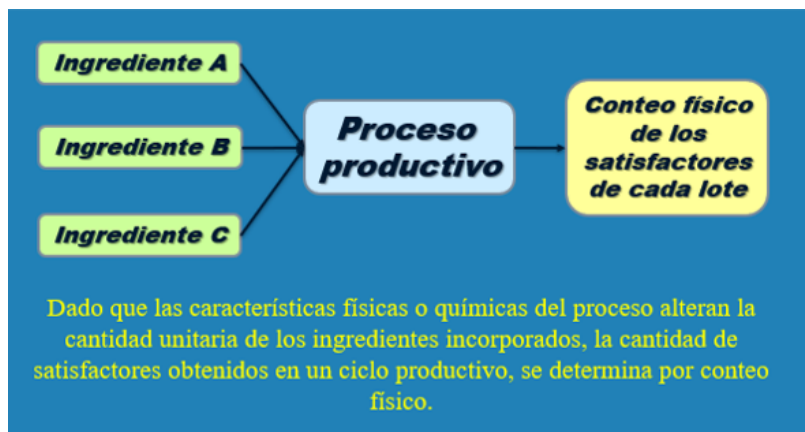 Ingrediente A
Ingrediente B
Ingrediente C
Proceso
productivo
Conteo físico
de los
satisfactores
de cada lote
Dado que las características físicas o químicas del proceso alteran la
cantidad unitaria de los ingredientes incorporados, la cantidad de
satisfactores obtenidos en un ciclo productivo, se determina por conteo
físico.